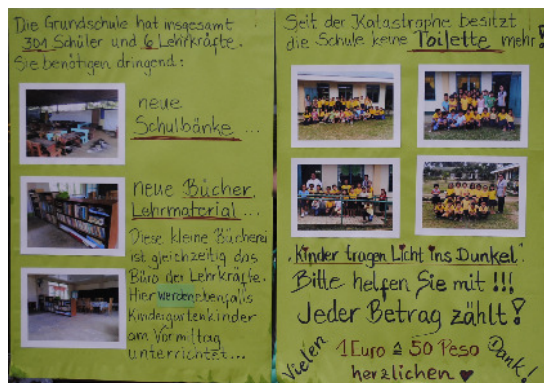 Die Grundschule hat insgesamt
301 Schüler und 6 Lehrkräfte.
Sie benötigen dringend:
neue
Schulbänke ...
neue Bücher
Lehrmaterial ...
Diese kleine Bücherei
ist gleichzeitig das
Büro der Lehrkräfte.
Hier werden ebenfalls
Kindergartenkinder
am Vormittag
unterrichtet...
Seit der Katastrophe besitzt
die Schule keine Toilette mehr!
"Kinder tragen Licht ins Dunkel".
Bitte helfen Sie mit !!!
Jeder Betrag zählt!
1 Euro ≙ 50 Peso
Vielen herzlichen Dank!